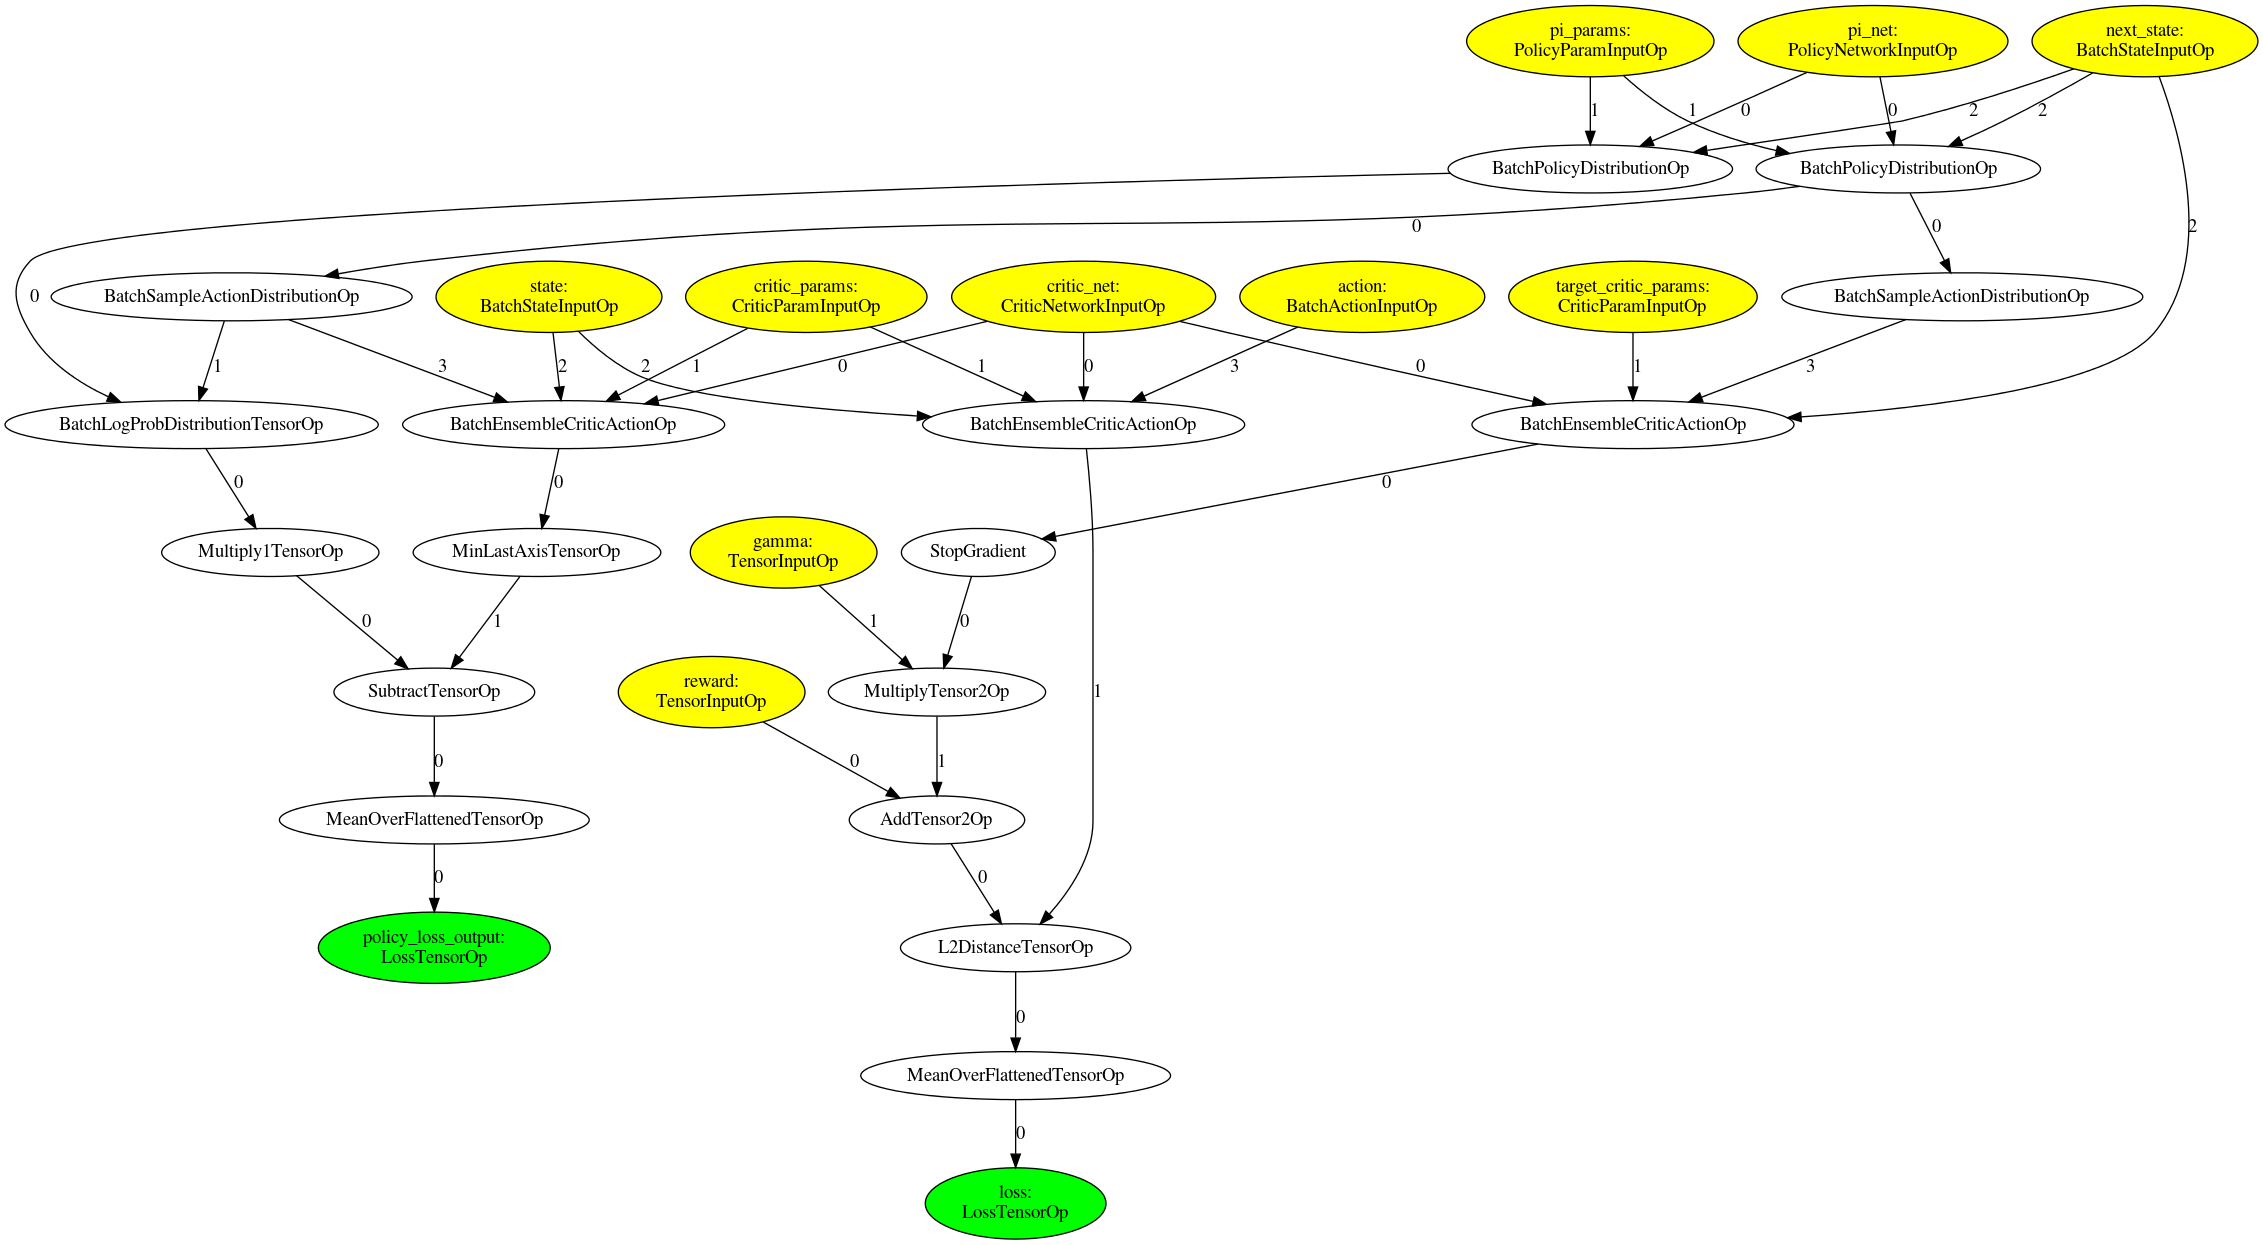 pi_params:
PolicyParamInputOp
pi_net:
PolicyNetworkInputOp
next_state:
BatchStateInputOp
1
1
0
0
2
2
BatchPolicyDistributionOp
BatchPolicyDistributionOp
0
0
2
0
BatchSampleActionDistributionOp
state:
BatchStateInputOp
critic_params:
CriticParamInputOp
critic_net:
CriticNetworkInputOp
action:
BatchActionInputOp
target_critic_params:
CriticParamInputOp
BatchSampleActionDistributionOp
1
3
2
2
1
0
1
0
3
0
1
3
BatchLogProbDistributionTensorOp
BatchEnsembleCriticActionOp
BatchEnsembleCriticActionOp
BatchEnsembleCriticActionOp
0
0
0
Multiply1TensorOp
MinLastAxisTensorOp
gamma:
TensorInputOp
StopGradient
0
1
1
0
SubtractTensorOp
reward:
TensorInputOp
MultiplyTensor2Op
1
0
0
1
MeanOverFlattenedTensorOp
AddTensor2Op
0
0
policy_loss_output:
LossTensorOp
L2DistanceTensorOp
0
MeanOverFlattenedTensorOp
0
loss:
LossTensorOp